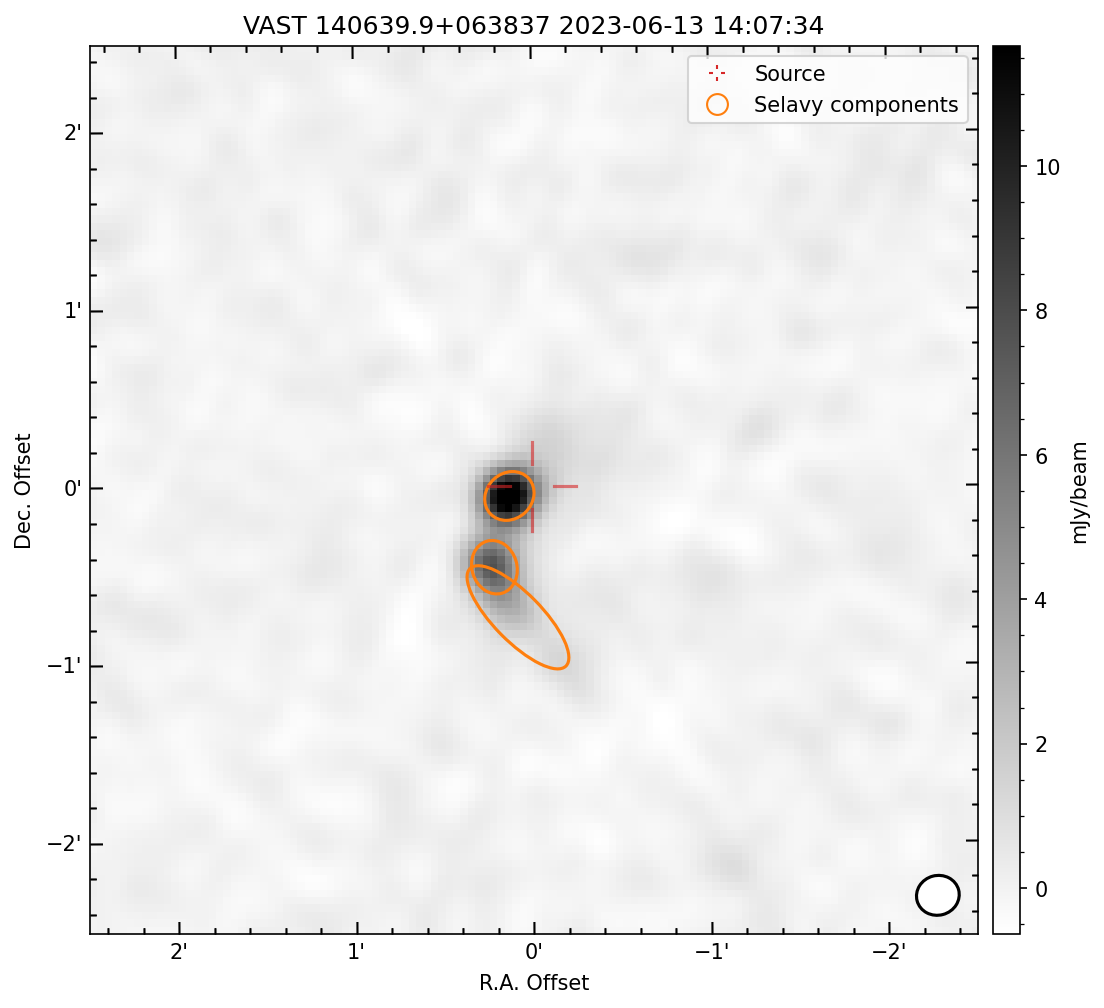 VAST 140639.9+063837 2023-06-13 14:07:34
Source
Selavy components
2'
1'
0'
−1'
−2'
Dec. Offset
2'
1'
0'
−1'
−2'
R.A. Offset
10
8
6
4
2
0
mJy/beam